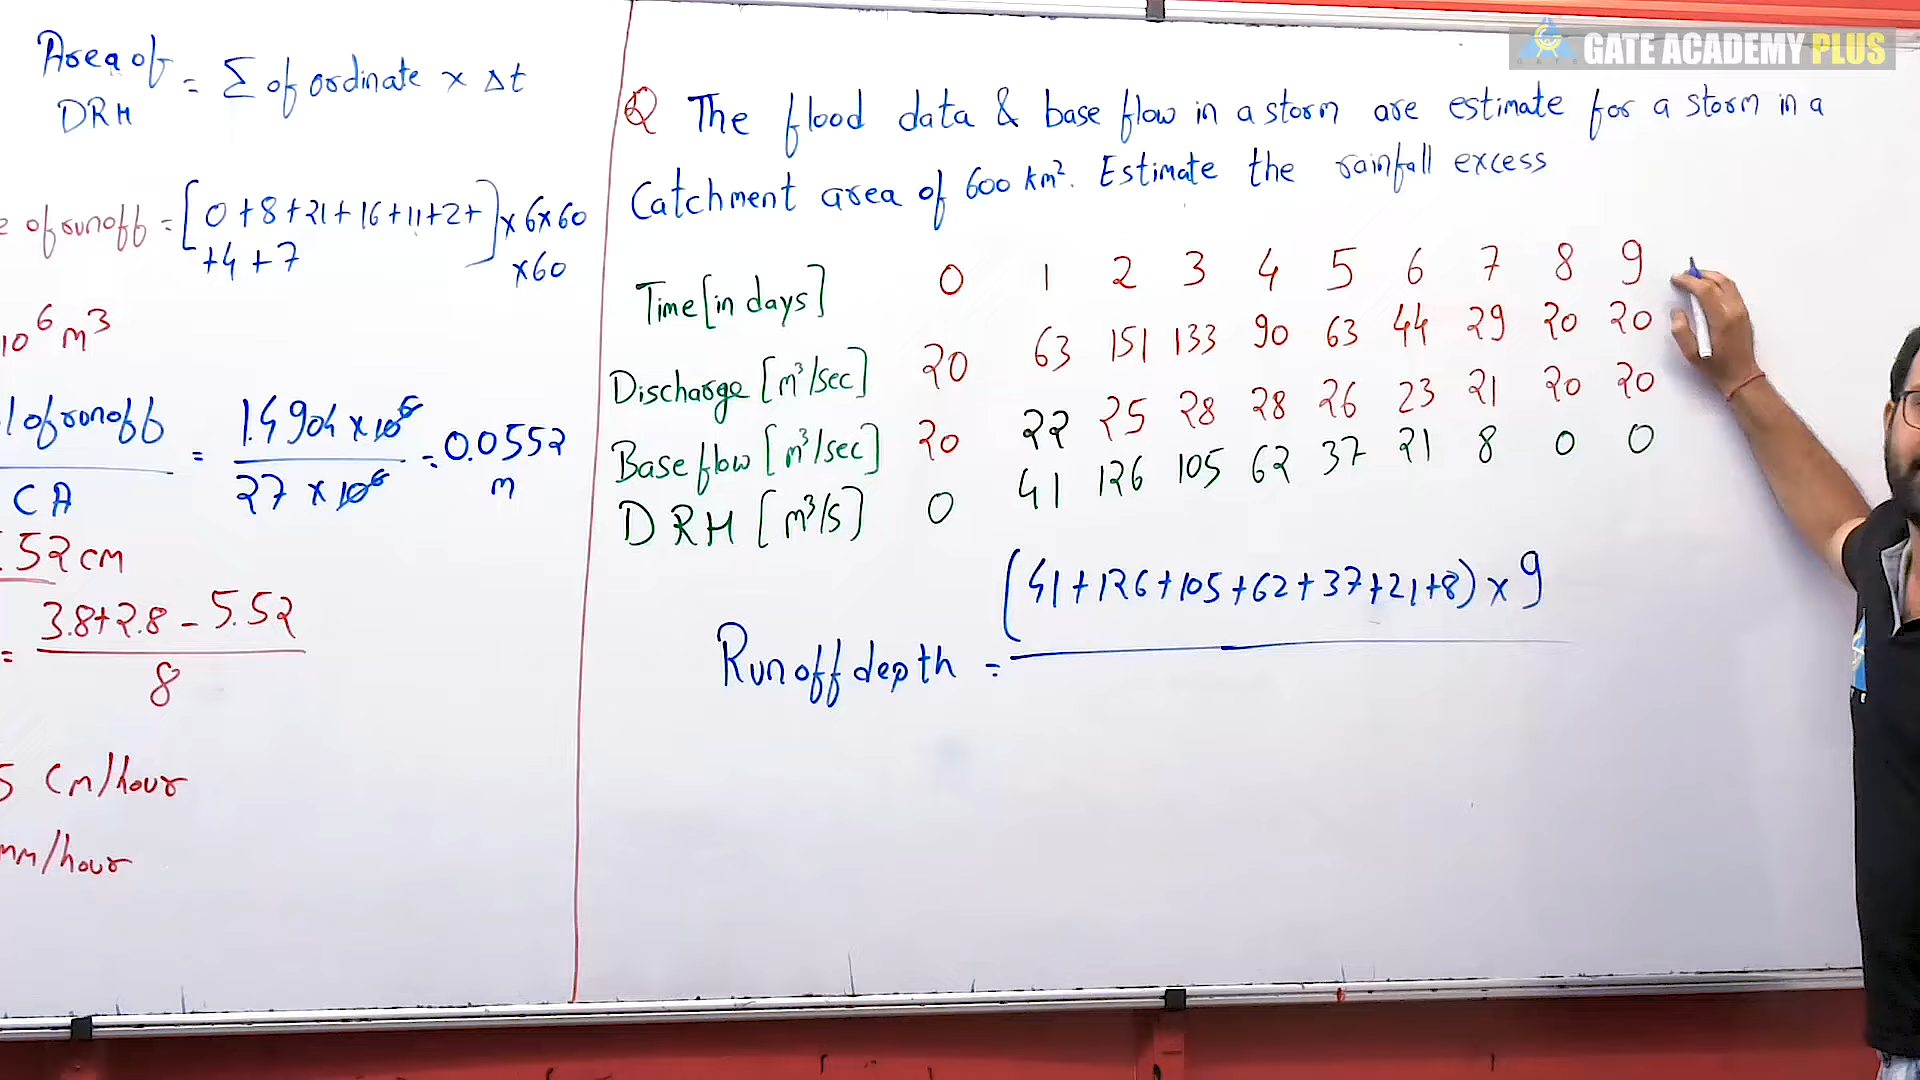 GATE ACADEMY PLUS
Area of
DRH
= Σ of ordinate × Δt
of runoff = [0+8+21+16+11+2+
+4+7] ×6×60
×60
10⁶ m³
of runoff / CA = 1.4904 × 10⁶ / 27 × 10⁶ = 0.0552 m
.52 cm
= 3.8+2.8 - 5.52 / 8
5 cm/hour
mm/hour
Q The flood data & base flow in a storm are estimate for a storm in a
Catchment area of 600 km². Estimate the rainfall excess
Time [in days] 0 1 2 3 4 5 6 7 8 9
Discharge [m³/sec] 20 63 151 133 90 63 44 29 20 20
Base flow [m³/sec] 20 22 25 28 28 26 23 21 20 20
DRH [m³/s] 0 41 126 105 62 37 21 8 0 0
(41+126+105+62+37+21+8) × 9
Runoff depth =